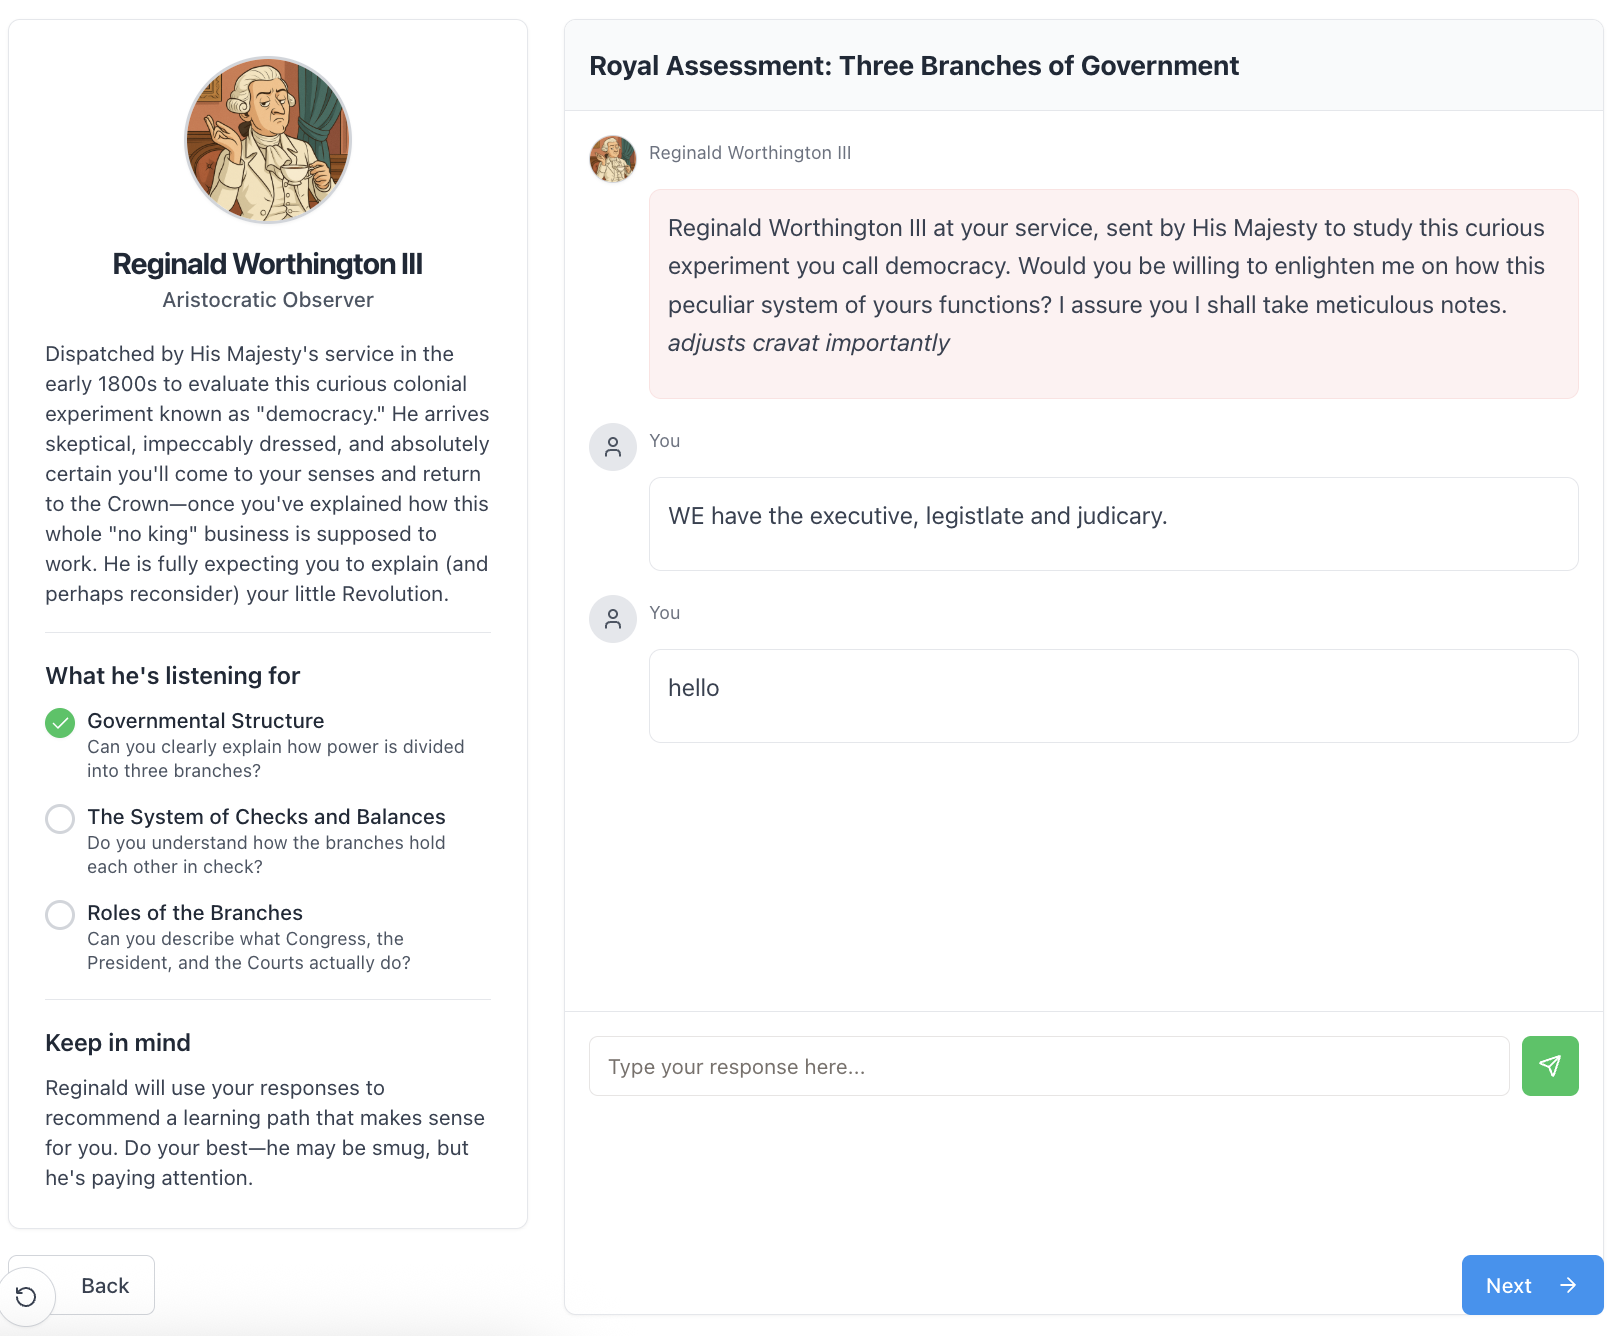 Reginald Worthington III
Aristocratic Observer
Dispatched by His Majesty's service in the
early 1800s to evaluate this curious colonial
experiment known as "democracy." He arrives
skeptical, impeccably dressed, and absolutely
certain you'll come to your senses and return
to the Crown—once you've explained how this
whole "no king" business is supposed to
work. He is fully expecting you to explain (and
perhaps reconsider) your little Revolution.
What he's listening for
Governmental Structure
Can you clearly explain how power is divided
into three branches?
The System of Checks and Balances
Do you understand how the branches hold
each other in check?
Roles of the Branches
Can you describe what Congress, the
President, and the Courts actually do?
Keep in mind
Reginald will use your responses to
recommend a learning path that makes sense
for you. Do your best—he may be smug, but
he's paying attention.
Back
Royal Assessment: Three Branches of Government
Reginald Worthington III
Reginald Worthington III at your service, sent by His Majesty to study this curious
experiment you call democracy. Would you be willing to enlighten me on how this
peculiar system of yours functions? I assure you I shall take meticulous notes.
adjusts cravat importantly
You
WE have the executive, legistlate and judicary.
You
hello
Type your response here...
Next